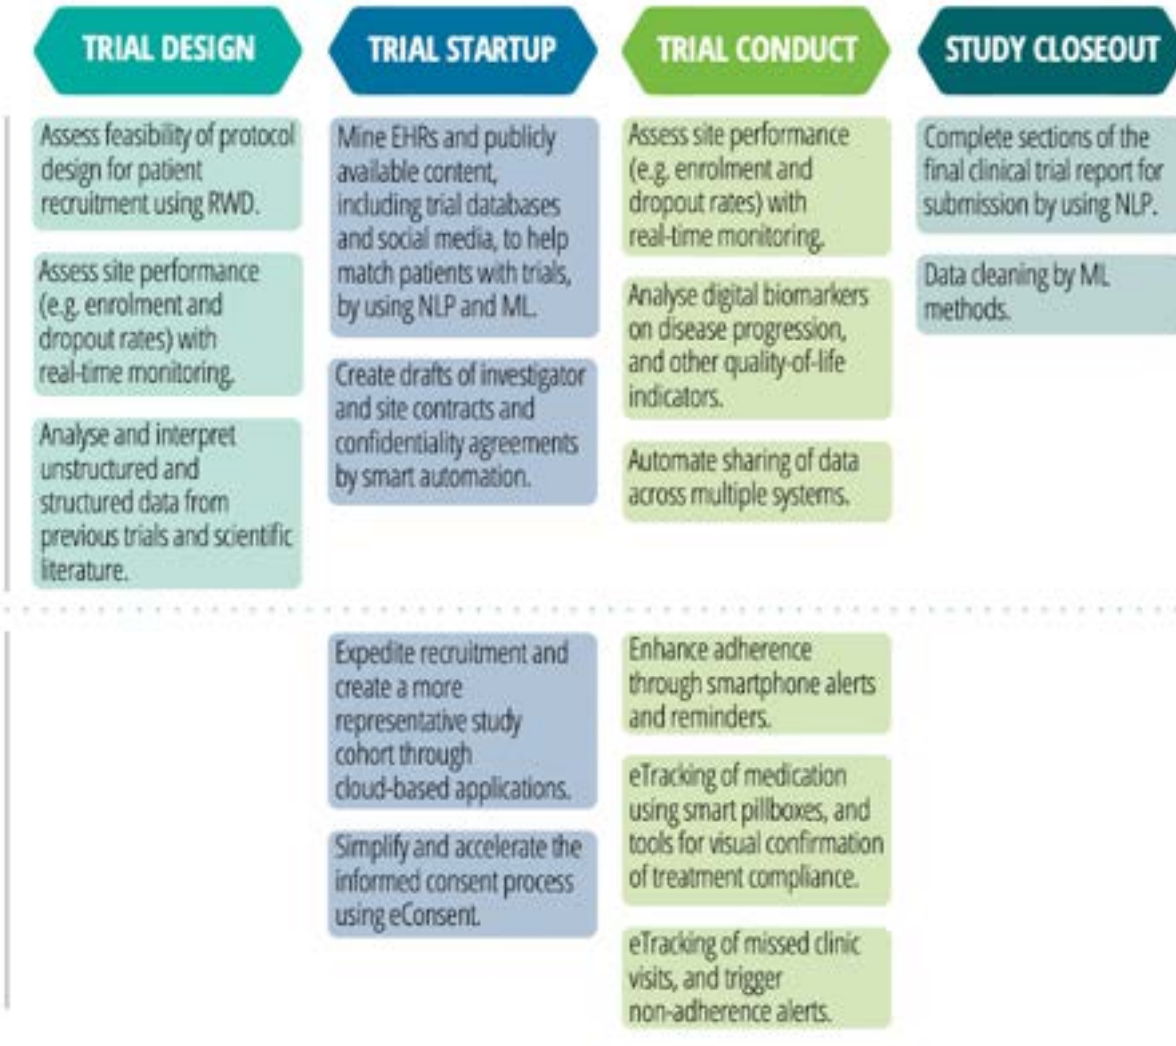 TRIAL DESIGN
TRIAL STARTUP
TRIAL CONDUCT
STUDY CLOSEOUT
Assess feasibility of protocol
design for patient
recruitment using RWD.
Assess site performance
(e.g. enrolment and
dropout rates) with
real-time monitoring.
Analyse and interpret
unstructured and
structured data from
previous trials and scientific
literature.
Mine EHRs and publicly
available content,
including trial databases
and social media, to help
match patients with trials,
by using NLP and ML.
Create drafts of investigator
and site contracts and
confidentiality agreements
by smart automation.
Assess site performance
(e.g. enrolment and
dropout rates) with
real-time monitoring.
Analyse digital biomarkers
on disease progression,
and other quality-of-life
indicators.
Automate sharing of data
across multiple systems.
Complete sections of the
final clinical trial report for
submission by using NLP.
Data cleaning by ML
methods.
Expedite recruitment and
create a more
representative study
cohort through
cloud-based applications.
Simplify and accelerate the
informed consent process
using eConsent.
Enhance adherence
through smartphone alerts
and reminders.
eTracking of medication
using smart pillboxes, and
tools for visual confirmation
of treatment compliance.
eTracking of missed clinic
visits, and trigger
non-adherence alerts.